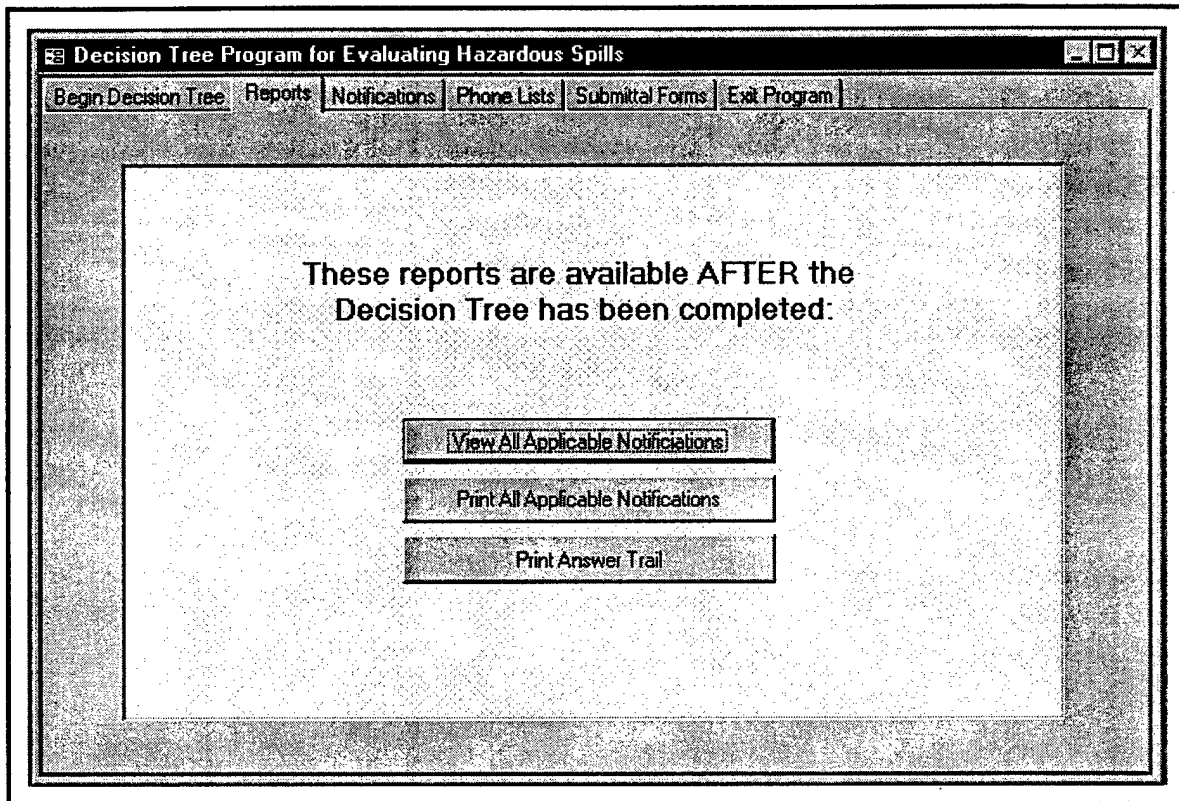 Decision Tree Program for Evaluating Hazardous Spills
Begin Decision Tree Reports Notifications Phone Lists Submittal Forms Exit Program
These reports are available AFTER the
Decision Tree has been completed:
View All Applicable Notificiations
Print All Applicable Notifications
Print Answer Trail